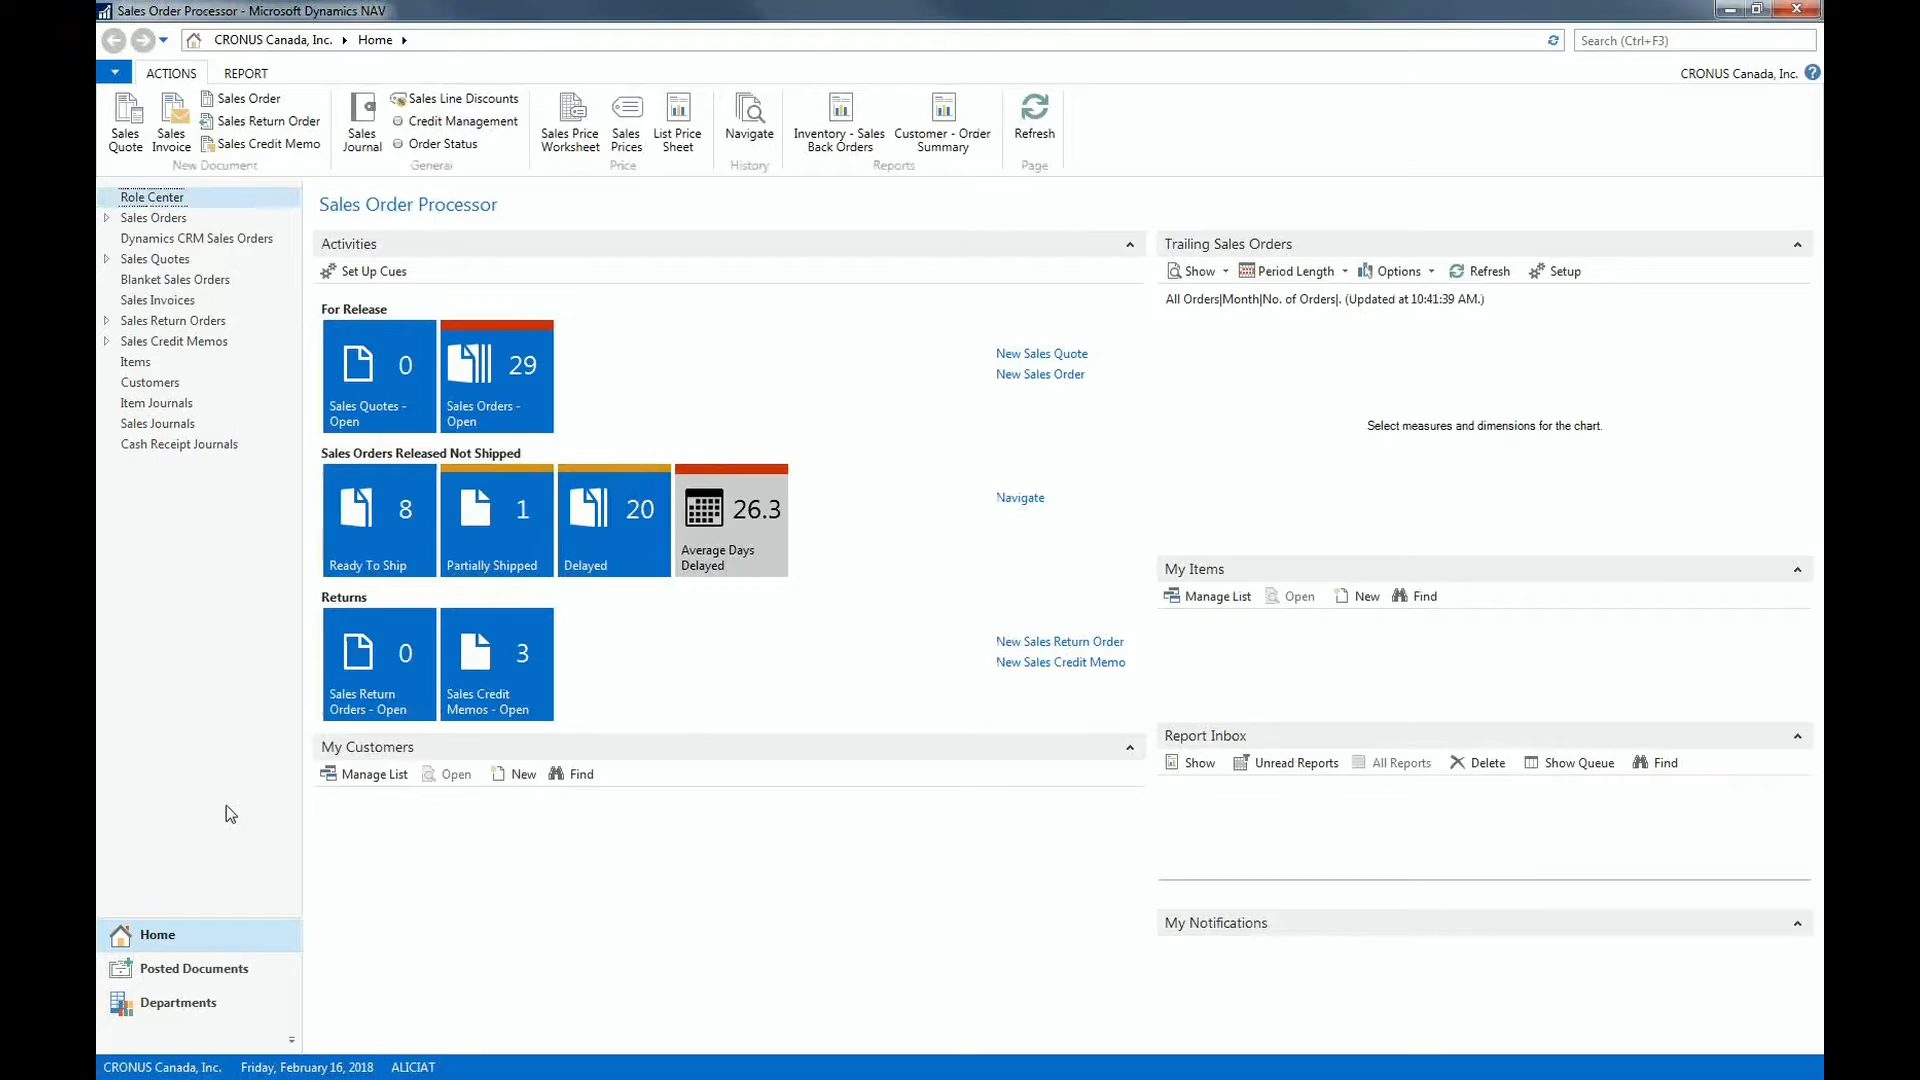 Sales Order Processor - Microsoft Dynamics NAV
CRONUS Canada, Inc. Home
Search (Ctrl+F3)
ACTIONS REPORT
CRONUS Canada, Inc.
Sales Quote
Sales Invoice
Sales Order
Sales Return Order
Sales Credit Memo
New Document
Sales Journal
Sales Line Discounts
Credit Management
Order Status
General
Sales Price Worksheet
Sales Prices
List Price Sheet
Price
Navigate
History
Inventory - Sales Back Orders
Customer - Order Summary
Reports
Refresh
Page
Role Center
Sales Orders
Dynamics CRM Sales Orders
Sales Quotes
Blanket Sales Orders
Sales Invoices
Sales Return Orders
Sales Credit Memos
Items
Customers
Item Journals
Sales Journals
Cash Receipt Journals
Home
Posted Documents
Departments
Sales Order Processor
Activities
Set Up Cues
For Release
0
Sales Quotes -
Open
29
Sales Orders -
Open
New Sales Quote
New Sales Order
Sales Orders Released Not Shipped
8
Ready To Ship
1
Partially Shipped
20
Delayed
26.3
Average Days
Delayed
Navigate
Returns
0
Sales Return
Orders - Open
3
Sales Credit
Memos - Open
New Sales Return Order
New Sales Credit Memo
My Customers
Manage List Open New Find
Trailing Sales Orders
Show Period Length Options Refresh Setup
All Orders|Month|No. of Orders|. (Updated at 10:41:39 AM.)
Select measures and dimensions for the chart.
My Items
Manage List Open New Find
Report Inbox
Show Unread Reports All Reports Delete Show Queue Find
My Notifications
CRONUS Canada, Inc. Friday, February 16, 2018 ALICIAT